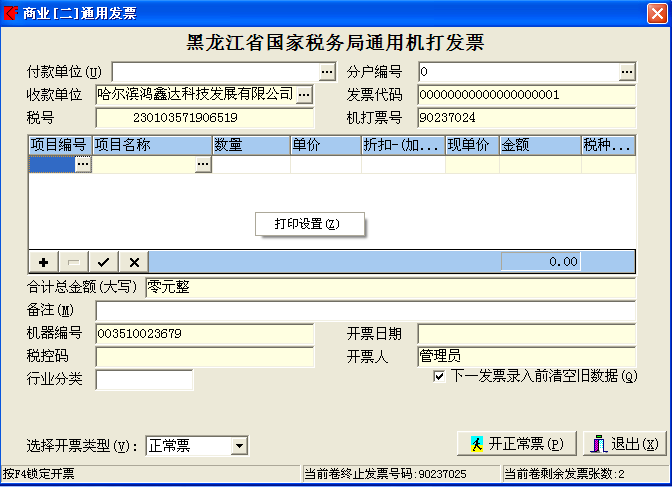 商业[二]通用发票
黑龙江省国家税务局通用机打发票
付款单位(U) ... 分户编号 0 ...
收款单位 哈尔滨鸿鑫达科技发展有限公司 ... 发票代码 00000000000000000001
税号 230103571906519 机打票号 90237024
项目编号 项目名称 数量 单价 折扣-(加... 现单价 金额 税种...
... ...
打印设置(Z)
0.00
合计总金额(大写) 零元整
备注(M)
机器编号 003510023679 开票日期
税控码 开票人 管理员
行业分类 下一发票录入前清空旧数据(Q)
选择开票类型(V): 正常票 开正常票(P) 退出(X)
按F4锁定开票 当前卷终止发票号码:90237025 当前卷剩余发票张数:2